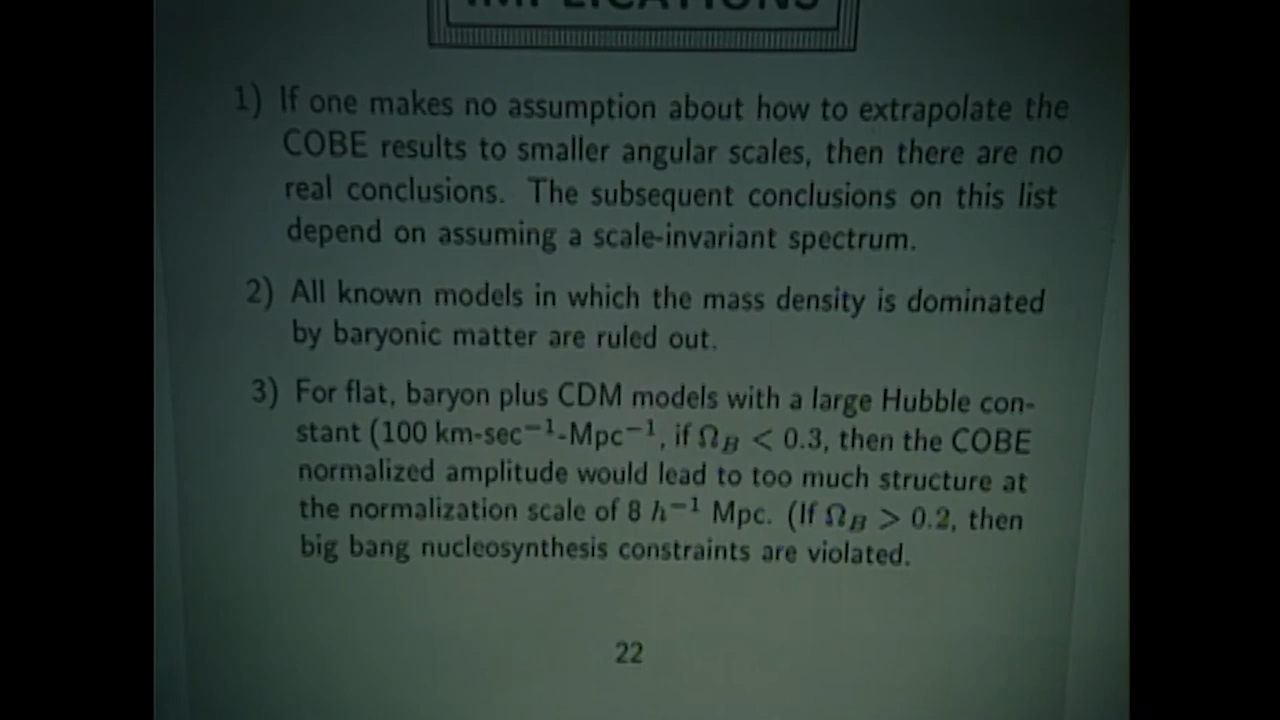 IMPLICATIONS
1) If one makes no assumption about how to extrapolate the
COBE results to smaller angular scales, then there are no
real conclusions. The subsequent conclusions on this list
depend on assuming a scale-invariant spectrum.
2) All known models in which the mass density is dominated
by baryonic matter are ruled out.
3) For flat, baryon plus CDM models with a large Hubble con-
stant (100 km-sec⁻¹-Mpc⁻¹, if Ω_B < 0.3, then the COBE
normalized amplitude would lead to too much structure at
the normalization scale of 8 h⁻¹ Mpc. (If Ω_B > 0.2, then
big bang nucleosynthesis constraints are violated.
22